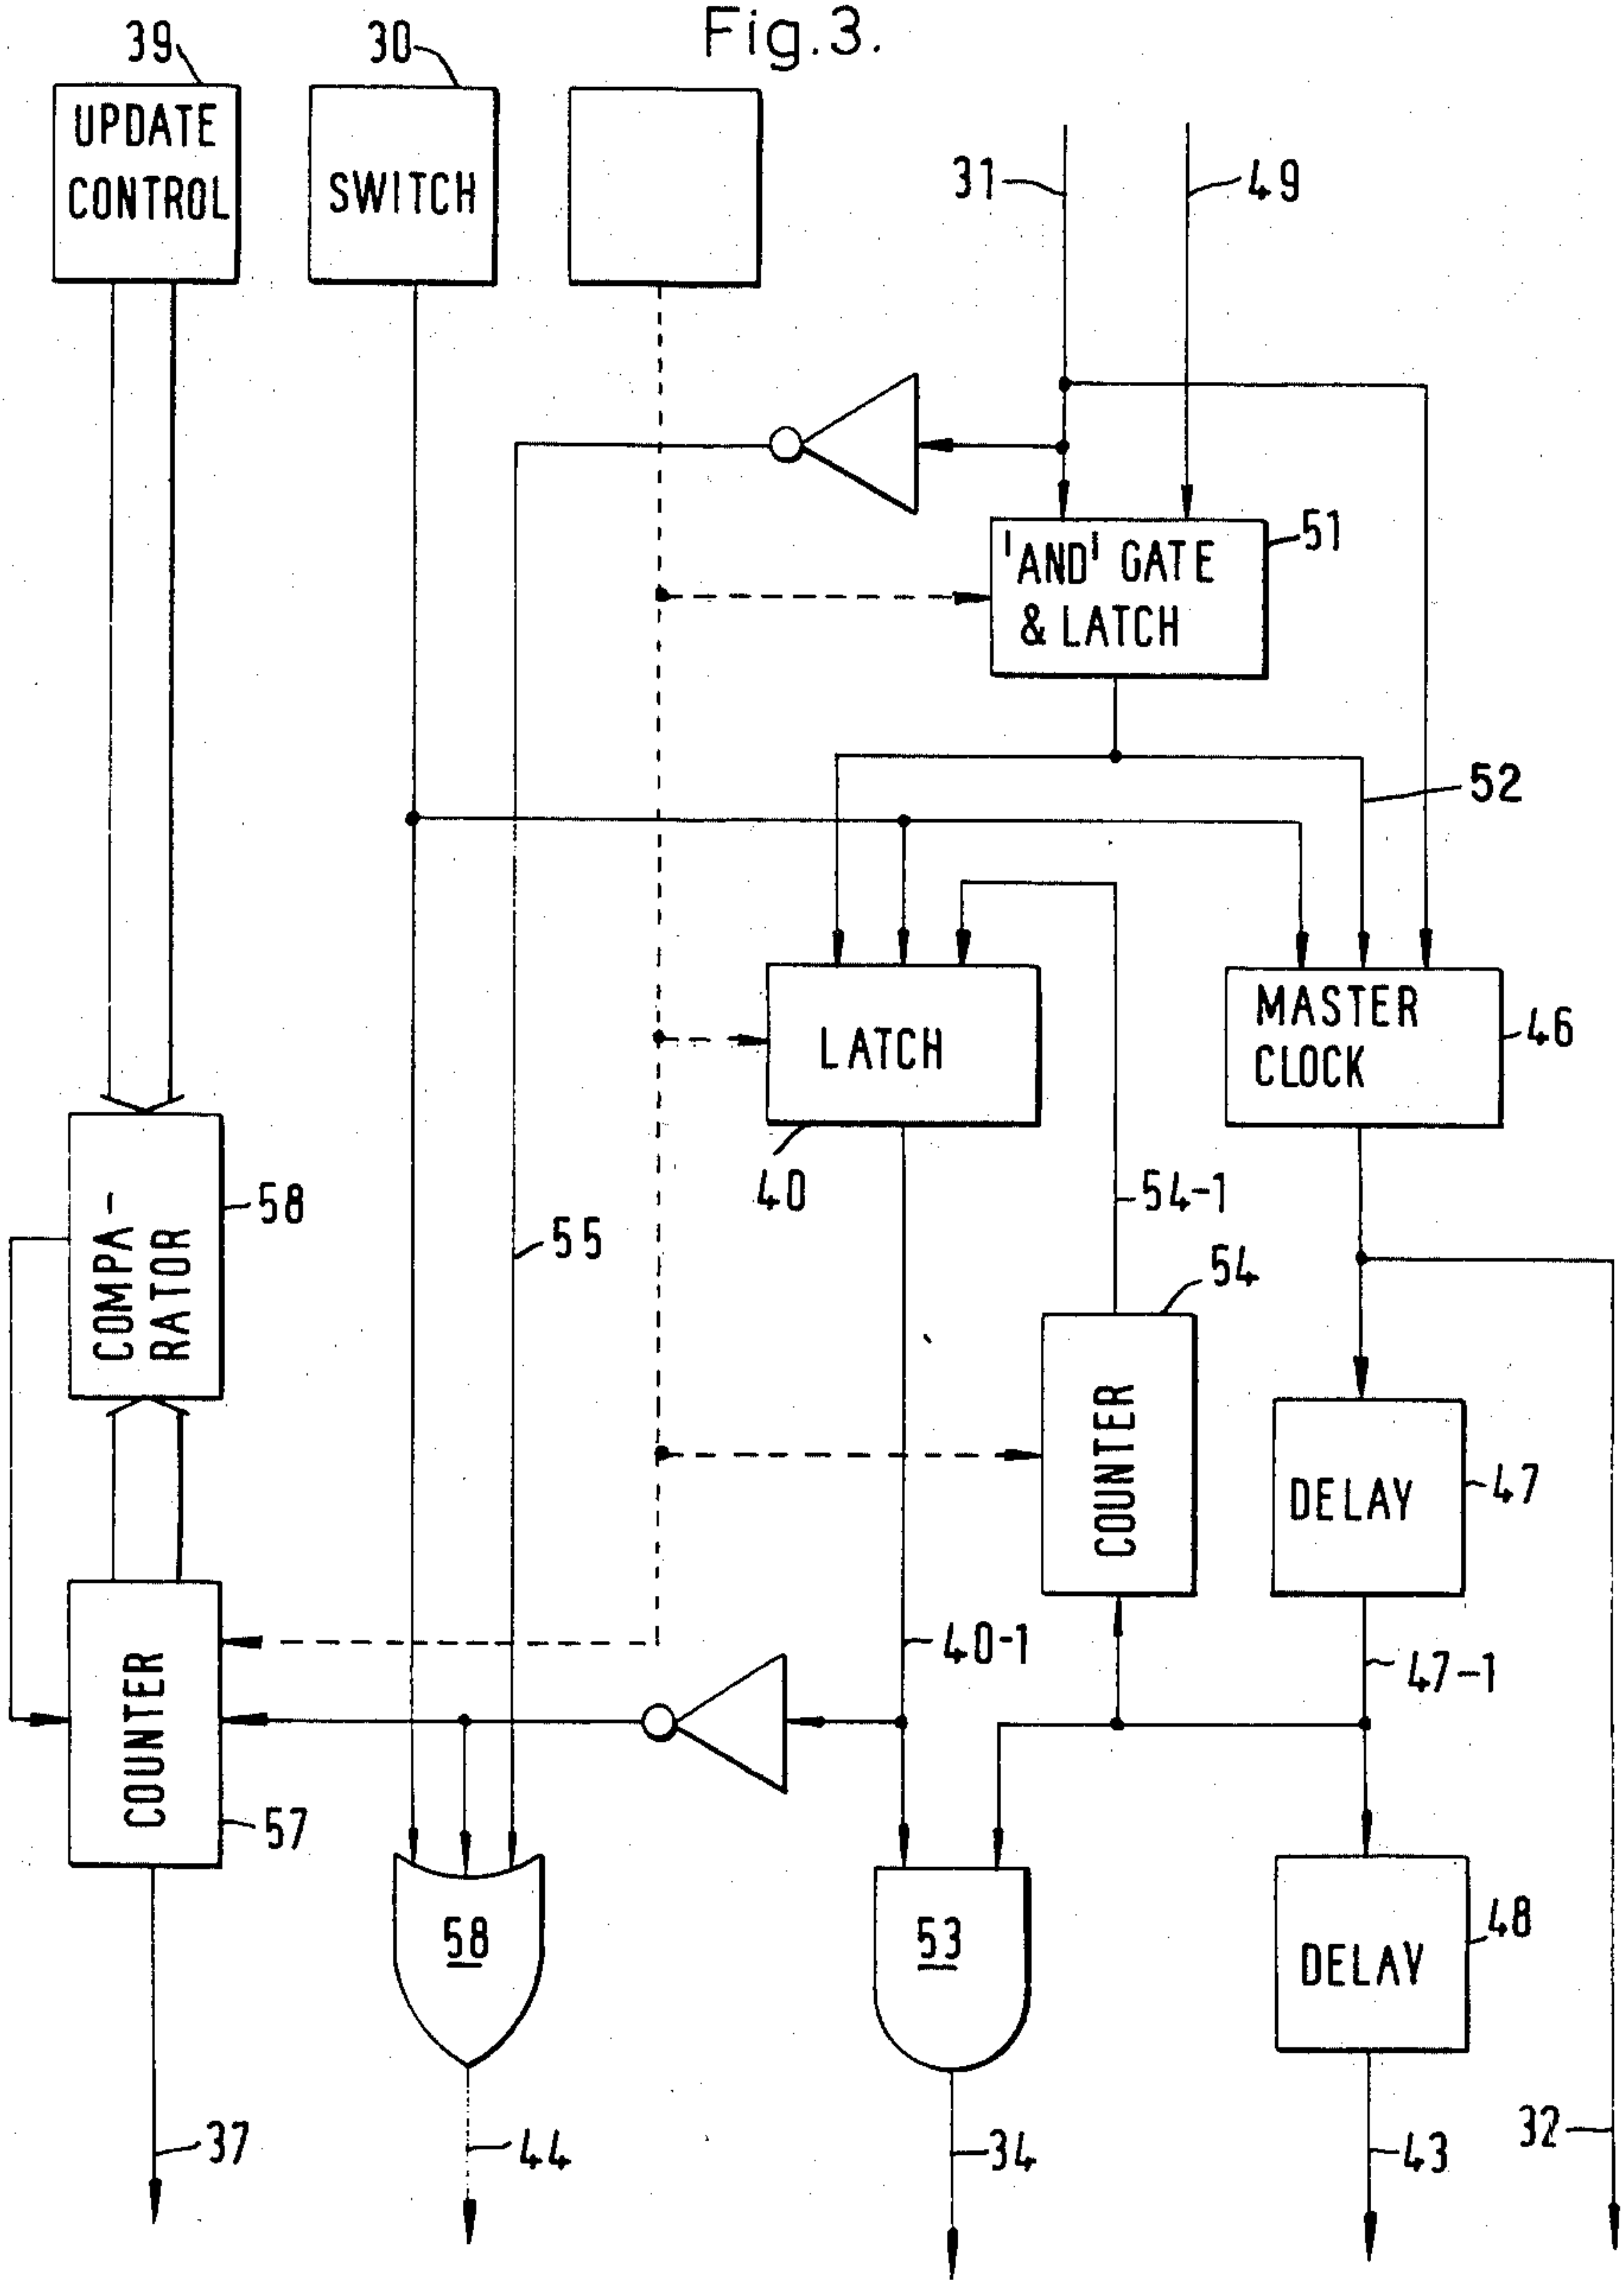 Fig.3.
39
30
UPDATE
CONTROL
SWITCH
31
49
51
'AND' GATE
& LATCH
52
LATCH
MASTER
CLOCK
46
40
54-1
58
COMPA-
RATOR
55
54
COUNTER
DELAY
47
40-1
47-1
COUNTER
57
58
53
48
DELAY
37
44
34
43
32